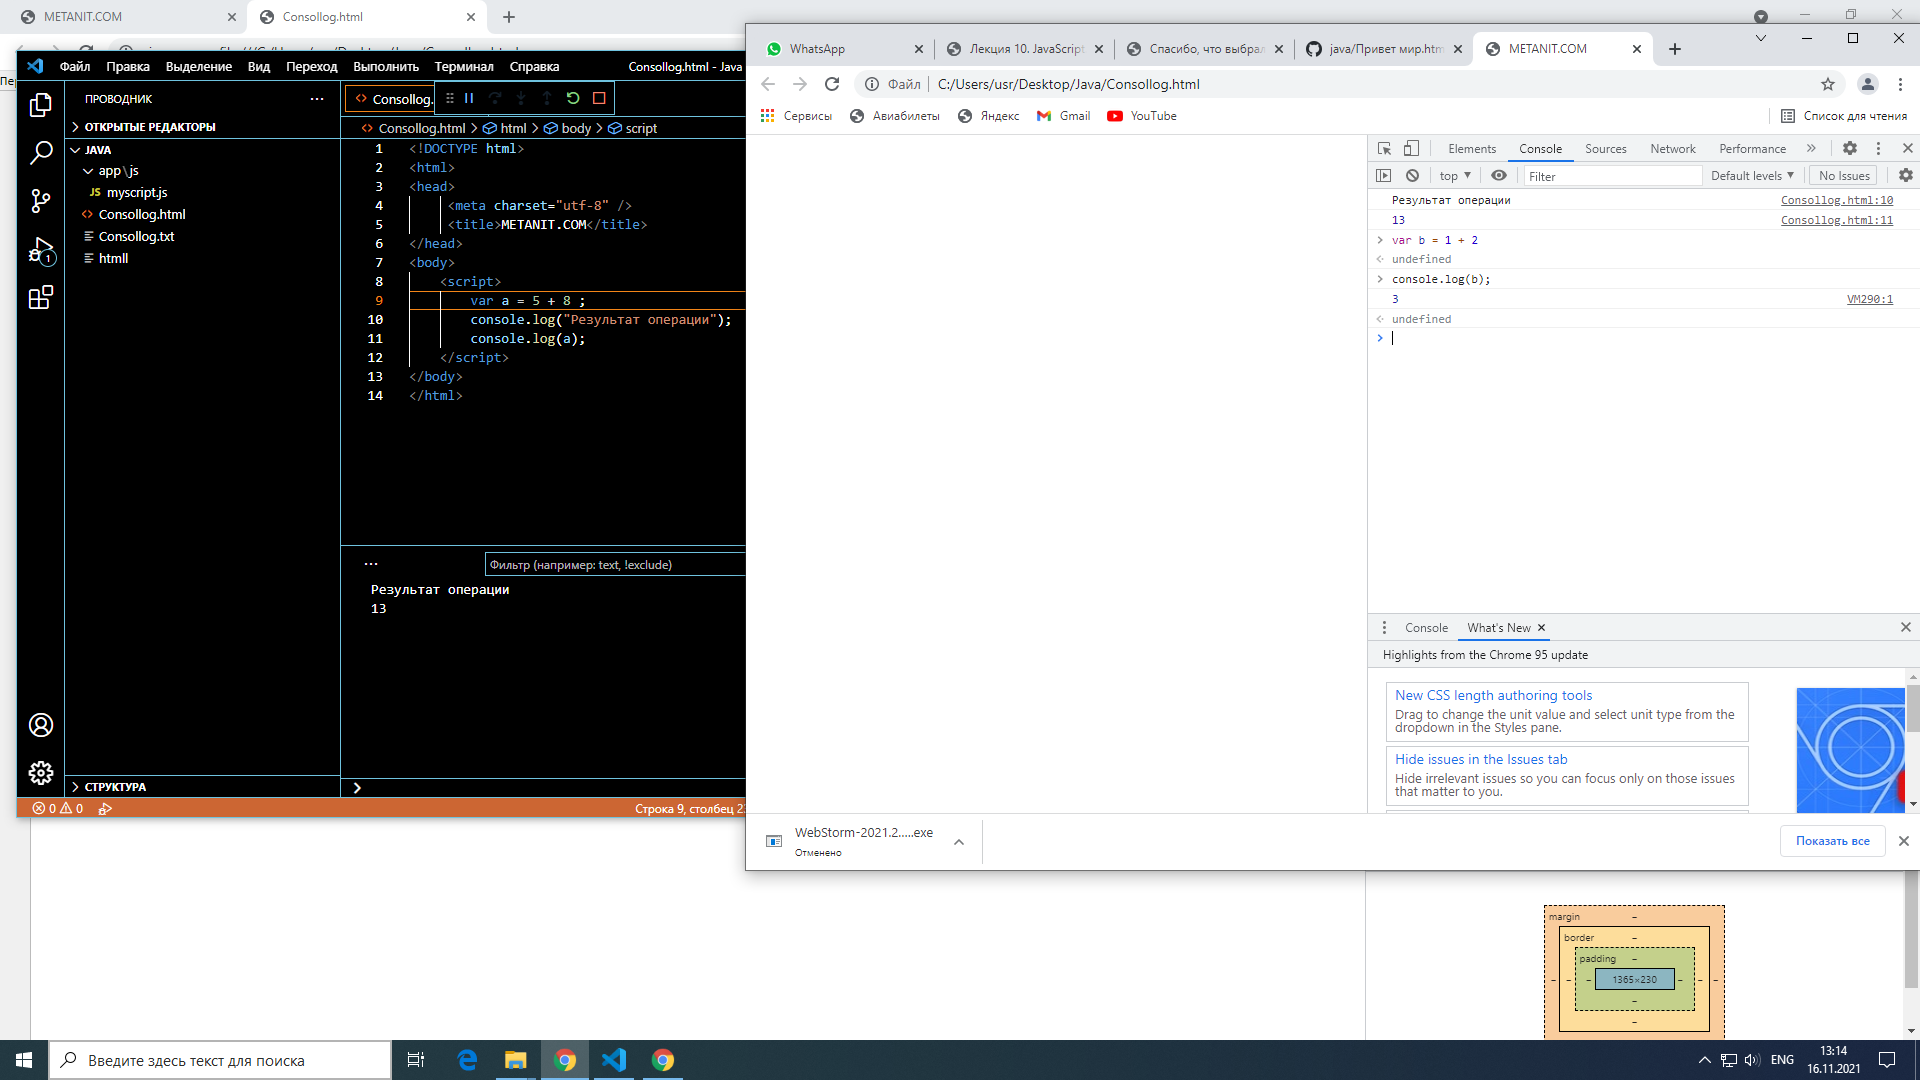 METANIT.COM
Consollog.html
Файл Правка Выделение Вид Переход Выполнить Терминал Справка
Consollog.html - Java
ПРОВОДНИК
ОТКРЫТЫЕ РЕДАКТОРЫ
JAVA
app\js
JS myscript.js
Consollog.html
Consollog.txt
htmll
СТРУКТУРА
Consollog.
Consollog.html > html > body > script
1 <!DOCTYPE html>
2 <html>
3 <head>
4 <meta charset="utf-8" />
5 <title>METANIT.COM</title>
6 </head>
7 <body>
8 <script>
9 var a = 5 + 8 ;
10 console.log("Результат операции");
11 console.log(a);
12 </script>
13 </body>
14 </html>
Фильтр (например: text, !exclude)
Результат операции
13
0 0
1
Строка 9, столбец 2
WhatsApp
Лекция 10. JavaScript
Спасибо, что выбрал
java/Привет мир.htm
METANIT.COM
Файл C:/Users/usr/Desktop/Java/Consollog.html
Сервисы Авиабилеты Яндекс Gmail YouTube
Список для чтения
Elements Console Sources Network Performance »
top ▼ Filter Default levels ▼ No Issues
Результат операции Consollog.html:10
13 Consollog.html:11
> var b = 1 + 2
undefined
> console.log(b);
3 VM290:1
undefined
>
Console What's New
Highlights from the Chrome 95 update
New CSS length authoring tools
Drag to change the unit value and select unit type from the
dropdown in the Styles pane.
Hide issues in the Issues tab
Hide irrelevant issues so you can focus only on those issues
that matter to you.
WebStorm-2021.2.....exe
Отменено
Показать все
margin –
border –
padding –
– – – 1365×230 – – –
–
–
Введите здесь текст для поиска
ENG
13:14
16.11.2021